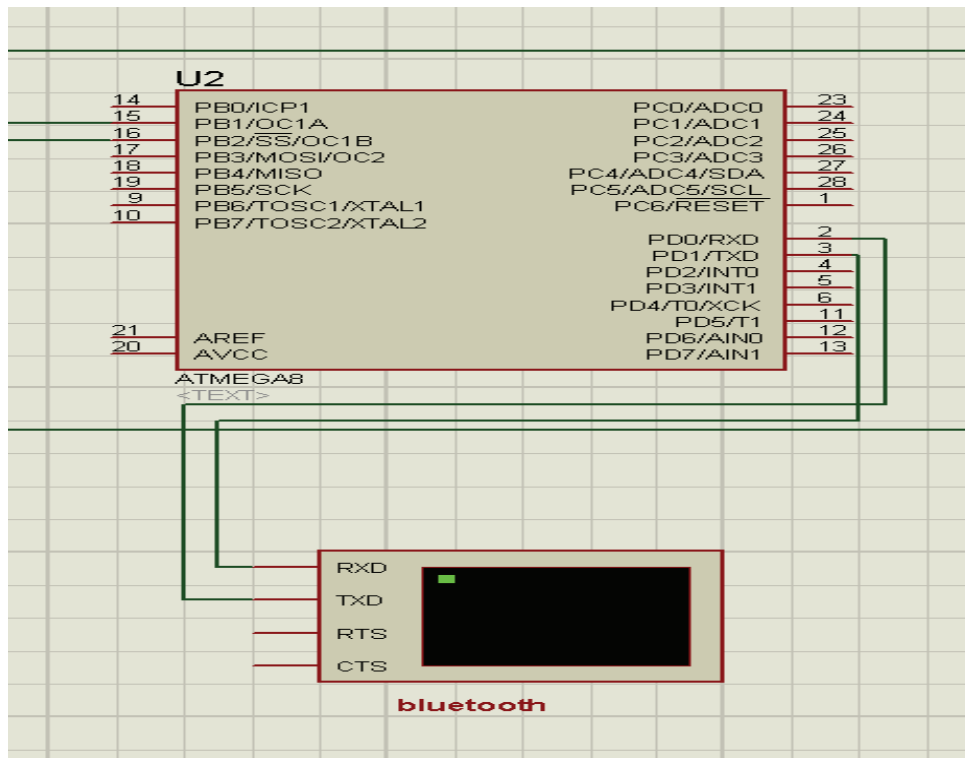 U2
14 PB0/ICP1 PC0/ADC0 23
15 PB1/OC1A PC1/ADC1 24
16 PB2/SS/OC1B PC2/ADC2 25
17 PB3/MOSI/OC2 PC3/ADC3 26
18 PB4/MISO PC4/ADC4/SDA 27
19 PB5/SCK PC5/ADC5/SCL 28
9 PB6/TOSC1/XTAL1 PC6/RESET 1
10 PB7/TOSC2/XTAL2
PD0/RXD 2
PD1/TXD 3
PD2/INT0 4
PD3/INT1 5
PD4/T0/XCK 6
PD5/T1 11
21 AREF PD6/AIN0 12
20 AVCC PD7/AIN1 13
ATMEGA8
<TEXT>
RXD
TXD
RTS
CTS
bluetooth